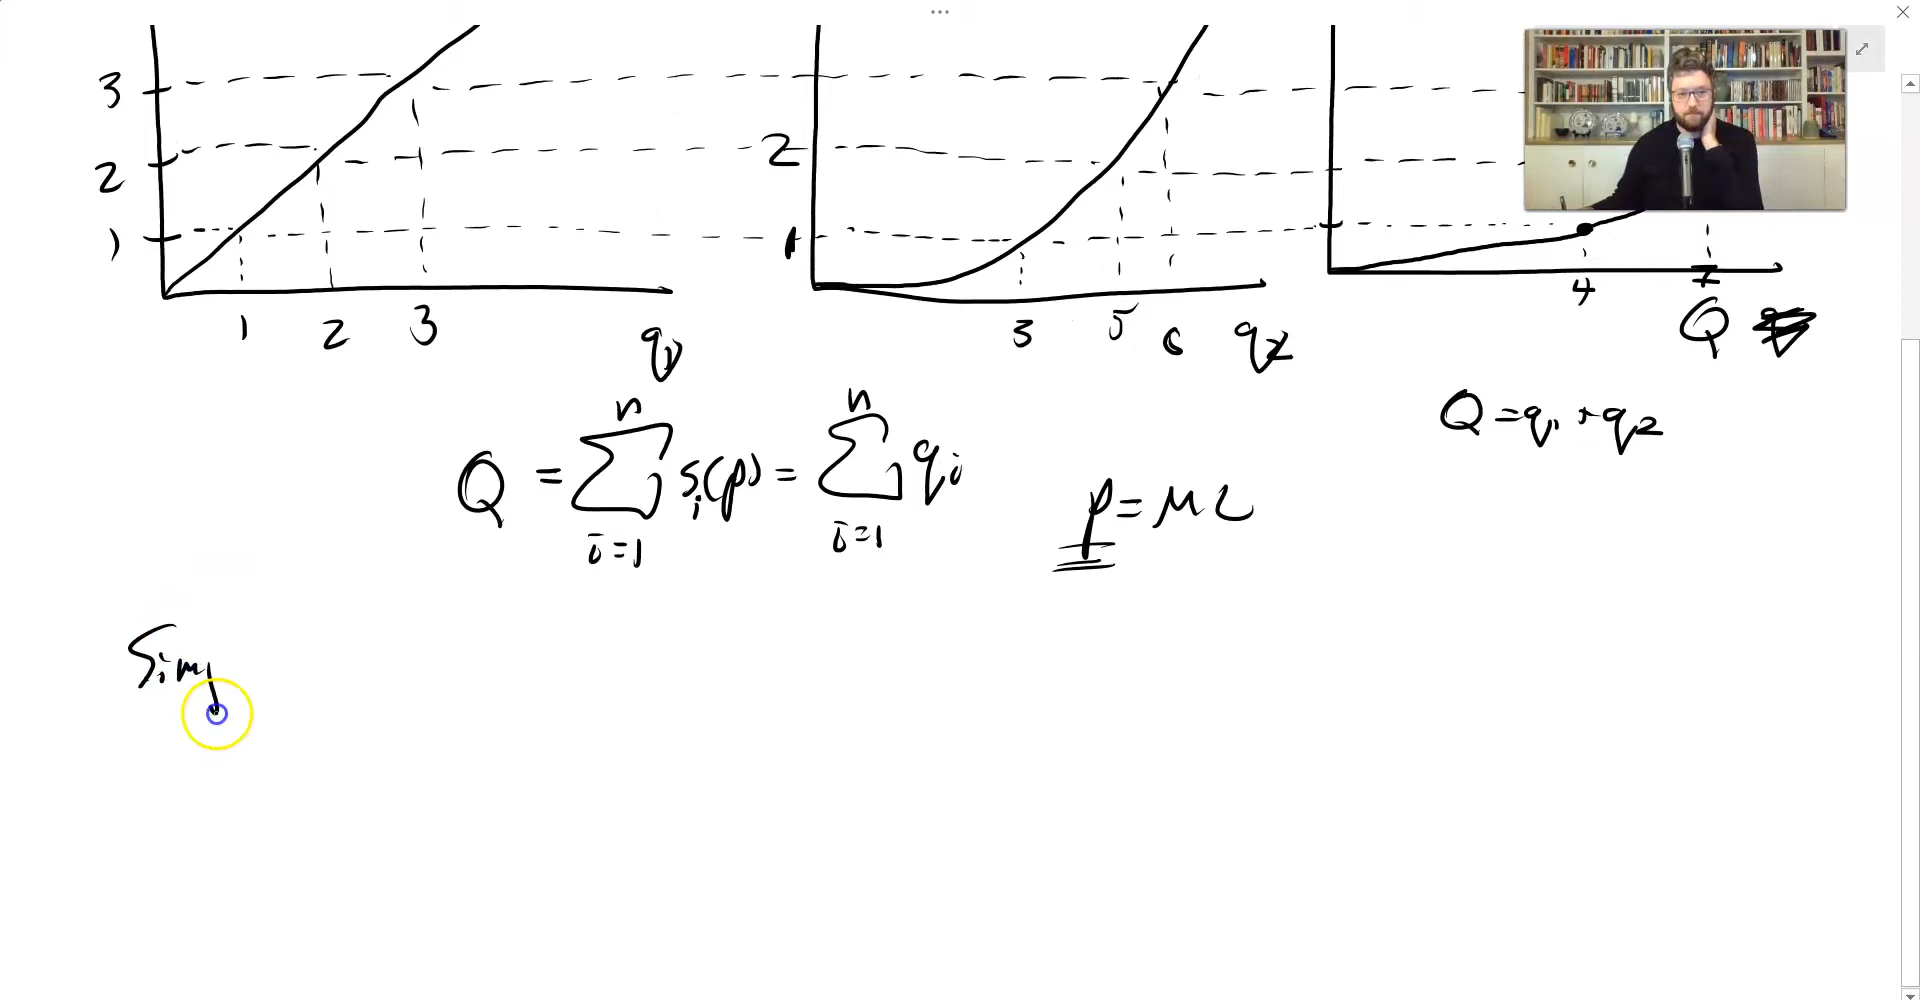 3
2
1
1 2 3 q1
2
1
3 5 6 q2
4 7
Q
Q = q1 + q2
Q = n Σ i=1 si(p) = n Σ i=1 qi
p = MC
Simp